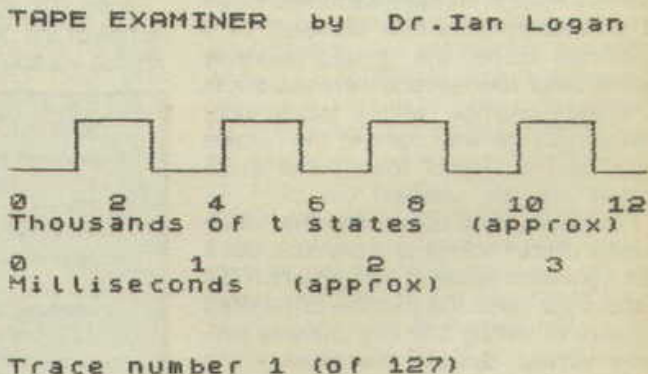 TAPE EXAMINER by Dr.Ian Logan
0 2 4 6 8 10 12
Thousands of t states (approx)
0 1 2 3
Milliseconds (approx)
Trace number 1 (of 127)